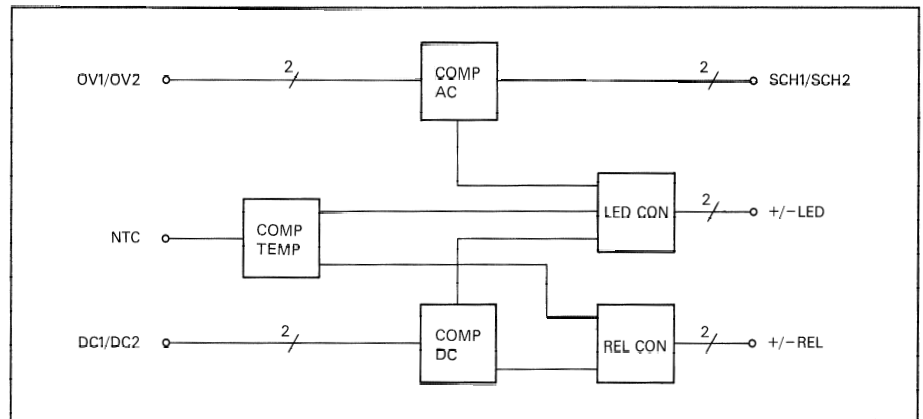 OV1/OV2
2
COMP
AC
2
SCH1/SCH2
LED CON
2
+/−LED
NTC
COMP
TEMP
DC1/DC2
2
COMP
DC
REL CON
2
+/−REL